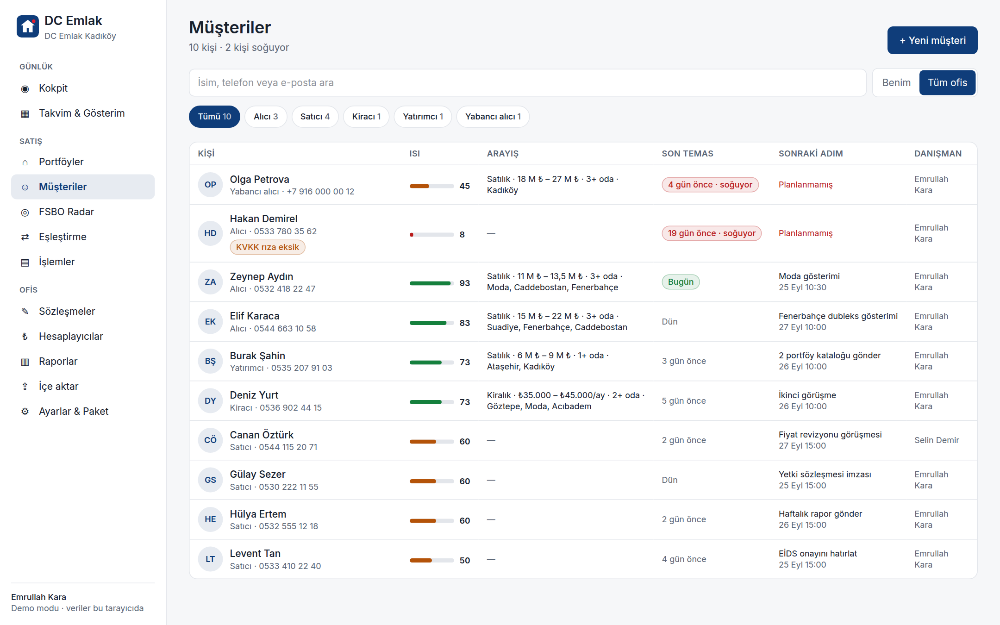 DC Emlak
DC Emlak Kadıköy
GÜNLÜK
Kokpit
Takvim & Gösterim
SATIŞ
Portföyler
Müşteriler
FSBO Radar
Eşleştirme
İşlemler
OFİS
Sözleşmeler
₺ Hesaplayıcılar
Raporlar
İçe aktar
Ayarlar & Paket
Emrullah Kara
Demo modu · veriler bu tarayıcıda
Müşteriler
10 kişi · 2 kişi soğuyor
+ Yeni müşteri
İsim, telefon veya e-posta ara
Benim Tüm ofis
Tümü 10 Alıcı 3 Satıcı 4 Kiracı 1 Yatırımcı 1 Yabancı alıcı 1
KİŞİ ISI ARAYIŞ SON TEMAS SONRAKİ ADIM DANIŞMAN
OP Olga Petrova
Yabancı alıcı · +7 916 000 00 12
45
Satılık · 18 M ₺ – 27 M ₺ · 3+ oda ·
Kadıköy
4 gün önce · soğuyor
Planlanmamış
Emrullah
Kara
HD Hakan Demirel
Alıcı · 0533 780 35 62
KVKK rıza eksik
8
—
19 gün önce · soğuyor
Planlanmamış
Emrullah
Kara
ZA Zeynep Aydın
Alıcı · 0532 418 22 47
93
Satılık · 11 M ₺ – 13,5 M ₺ · 3+ oda ·
Moda, Caddebostan, Fenerbahçe
Bugün
Moda gösterimi
25 Eyl 10:30
Emrullah
Kara
EK Elif Karaca
Alıcı · 0544 663 10 58
83
Satılık · 15 M ₺ – 22 M ₺ · 3+ oda ·
Suadiye, Fenerbahçe, Caddebostan
Dün
Fenerbahçe dubleks gösterimi
27 Eyl 10:00
Emrullah
Kara
BŞ Burak Şahin
Yatırımcı · 0535 207 91 03
73
Satılık · 6 M ₺ – 9 M ₺ · 1+ oda ·
Ataşehir, Kadıköy
3 gün önce
2 portföy kataloğu gönder
26 Eyl 10:00
Emrullah
Kara
DY Deniz Yurt
Kiracı · 0536 902 44 15
73
Kiralık · ₺35.000 – ₺45.000/ay · 2+ oda ·
Göztepe, Moda, Acıbadem
5 gün önce
İkinci görüşme
26 Eyl 10:00
Emrullah
Kara
CÖ Canan Öztürk
Satıcı · 0544 115 20 71
60
—
2 gün önce
Fiyat revizyonu görüşmesi
27 Eyl 15:00
Selin Demir
GS Gülay Sezer
Satıcı · 0530 222 11 55
60
—
Dün
Yetki sözleşmesi imzası
25 Eyl 15:00
Emrullah
Kara
HE Hülya Ertem
Satıcı · 0532 555 12 18
60
—
2 gün önce
Haftalık rapor gönder
26 Eyl 15:00
Emrullah
Kara
LT Levent Tan
Satıcı · 0533 410 22 40
50
—
4 gün önce
EİDS onayını hatırlat
25 Eyl 15:00
Emrullah
Kara